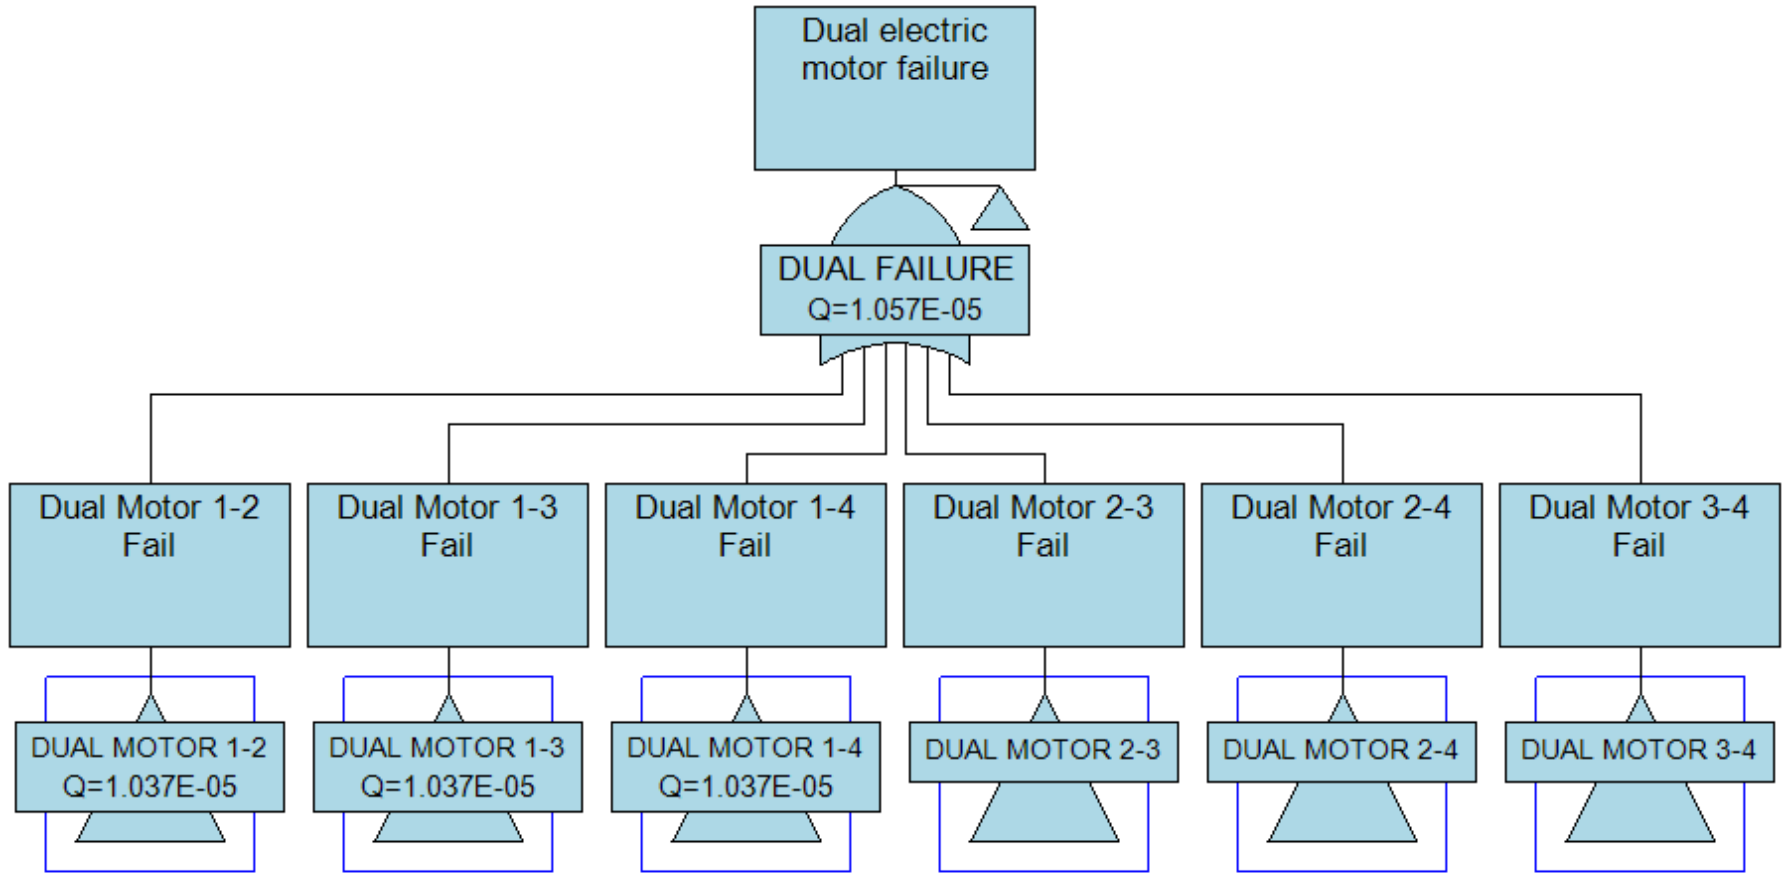 Dual electric
motor failure
DUAL FAILURE
Q=1.057E-05
Dual Motor 1-2
Fail
Dual Motor 1-3
Fail
Dual Motor 1-4
Fail
Dual Motor 2-3
Fail
Dual Motor 2-4
Fail
Dual Motor 3-4
Fail
DUAL MOTOR 1-2
Q=1.037E-05
DUAL MOTOR 1-3
Q=1.037E-05
DUAL MOTOR 1-4
Q=1.037E-05
DUAL MOTOR 2-3
DUAL MOTOR 2-4
DUAL MOTOR 3-4